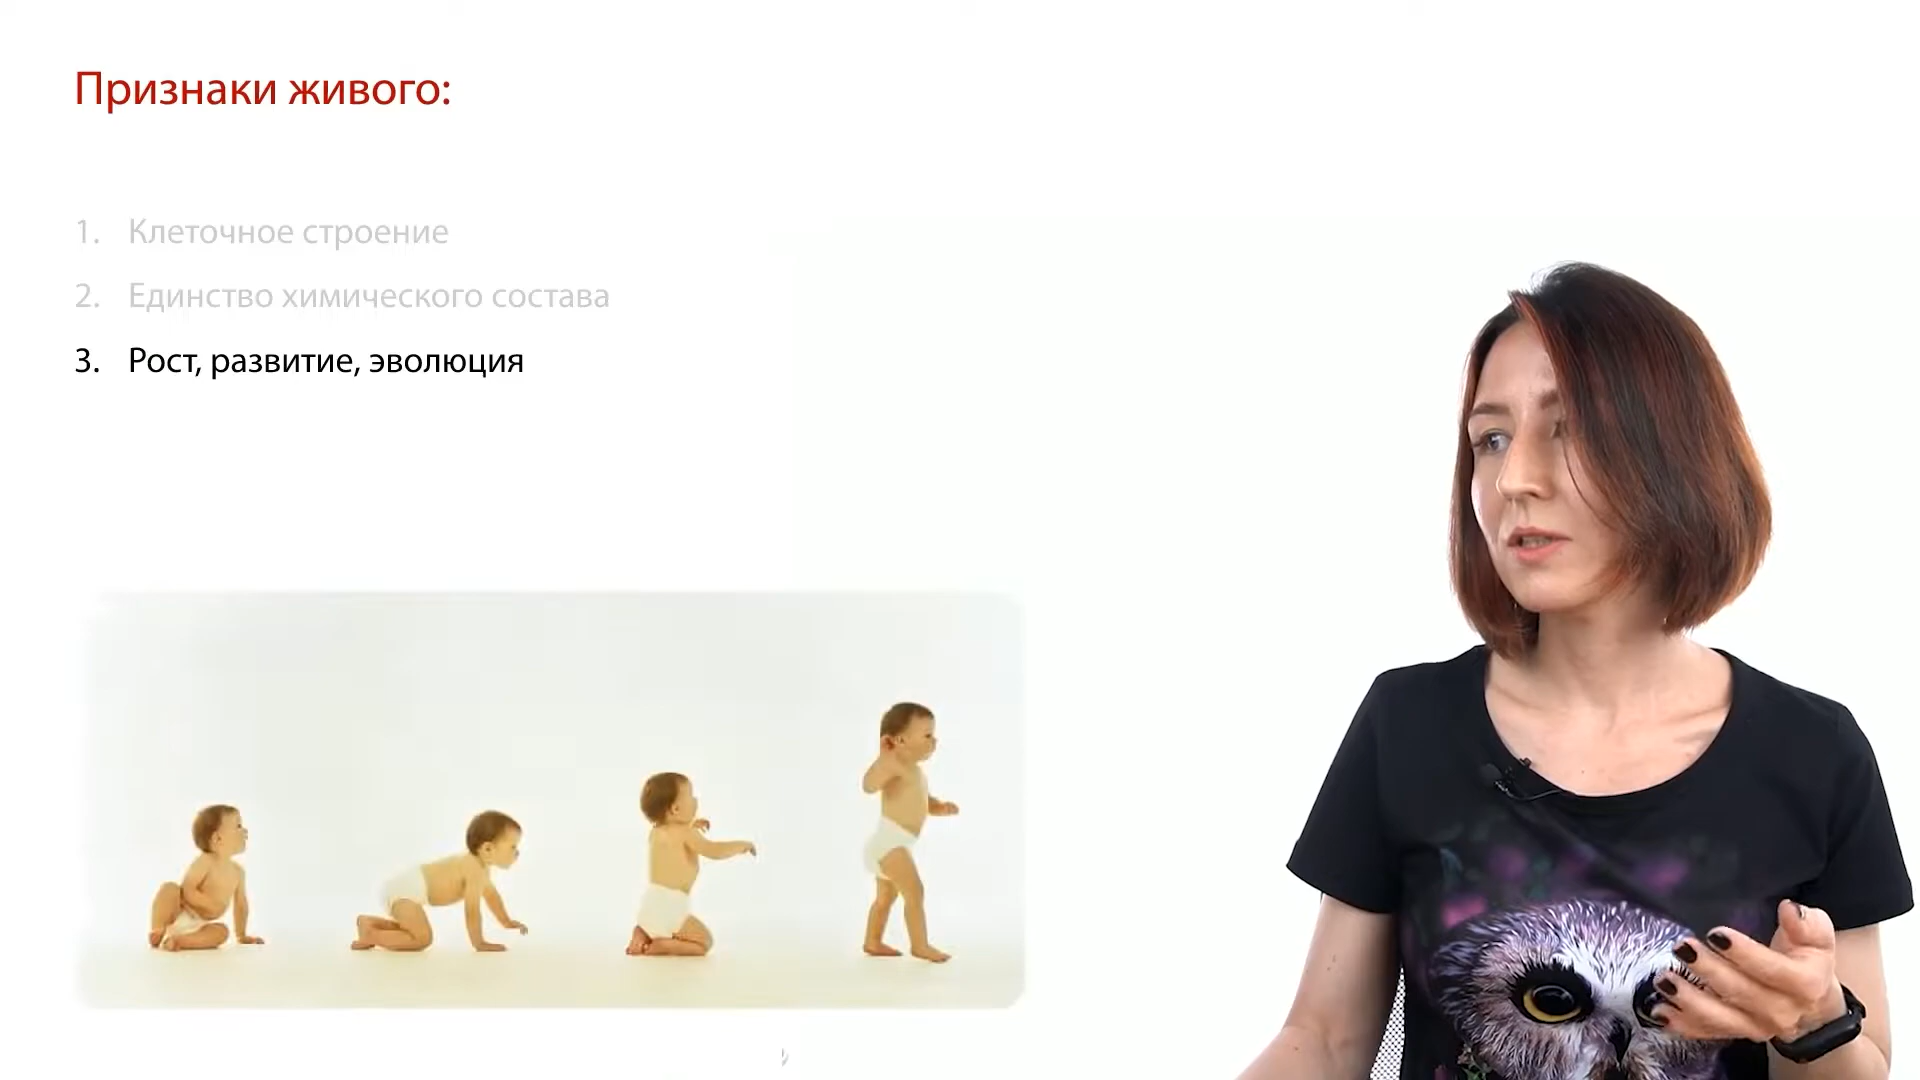 Признаки живого:
1. Клеточное строение
2. Единство химического состава
3. Рост, развитие, эволюция